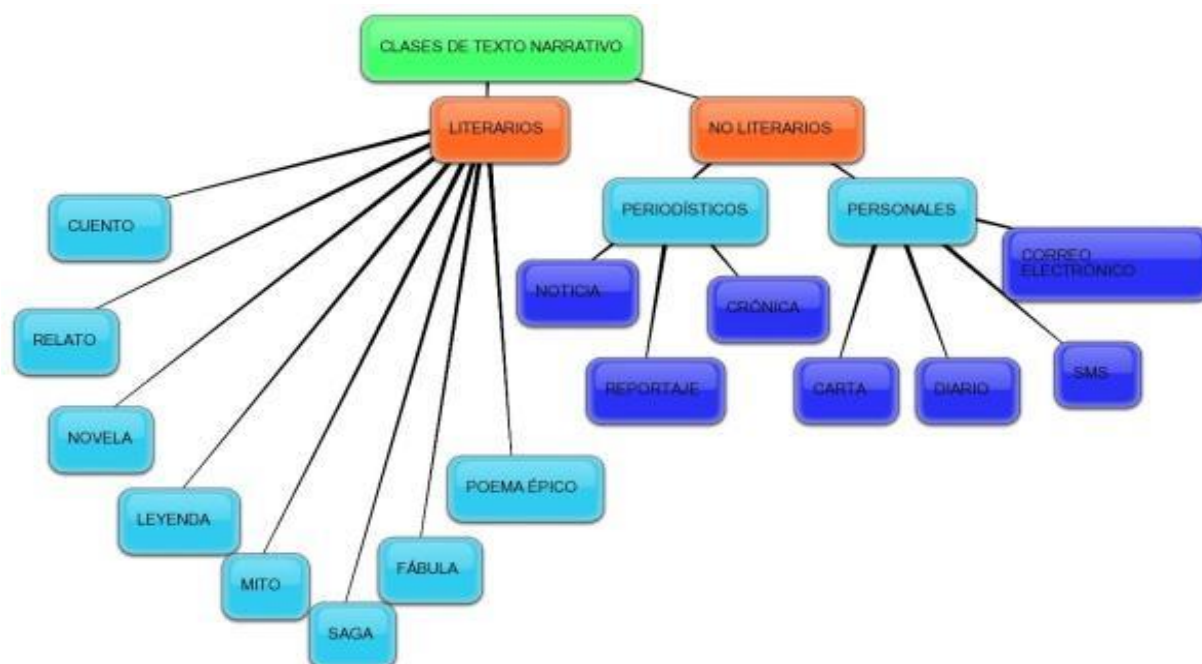 CLASES DE TEXTO NARRATIVO
LITERARIOS
NO LITERARIOS
CUENTO
RELATO
NOVELA
LEYENDA
MITO
SAGA
FÁBULA
POEMA ÉPICO
PERIODÍSTICOS
NOTICIA
REPORTAJE
CRÓNICA
PERSONALES
CARTA
DIARIO
SMS
CORREO
ELECTRÓNICO